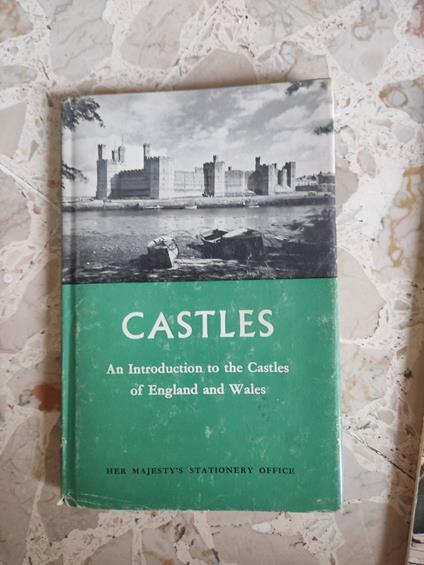 CASTLES
An Introduction to the Castles
of England and Wales
HER MAJESTY'S STATIONERY OFFICE